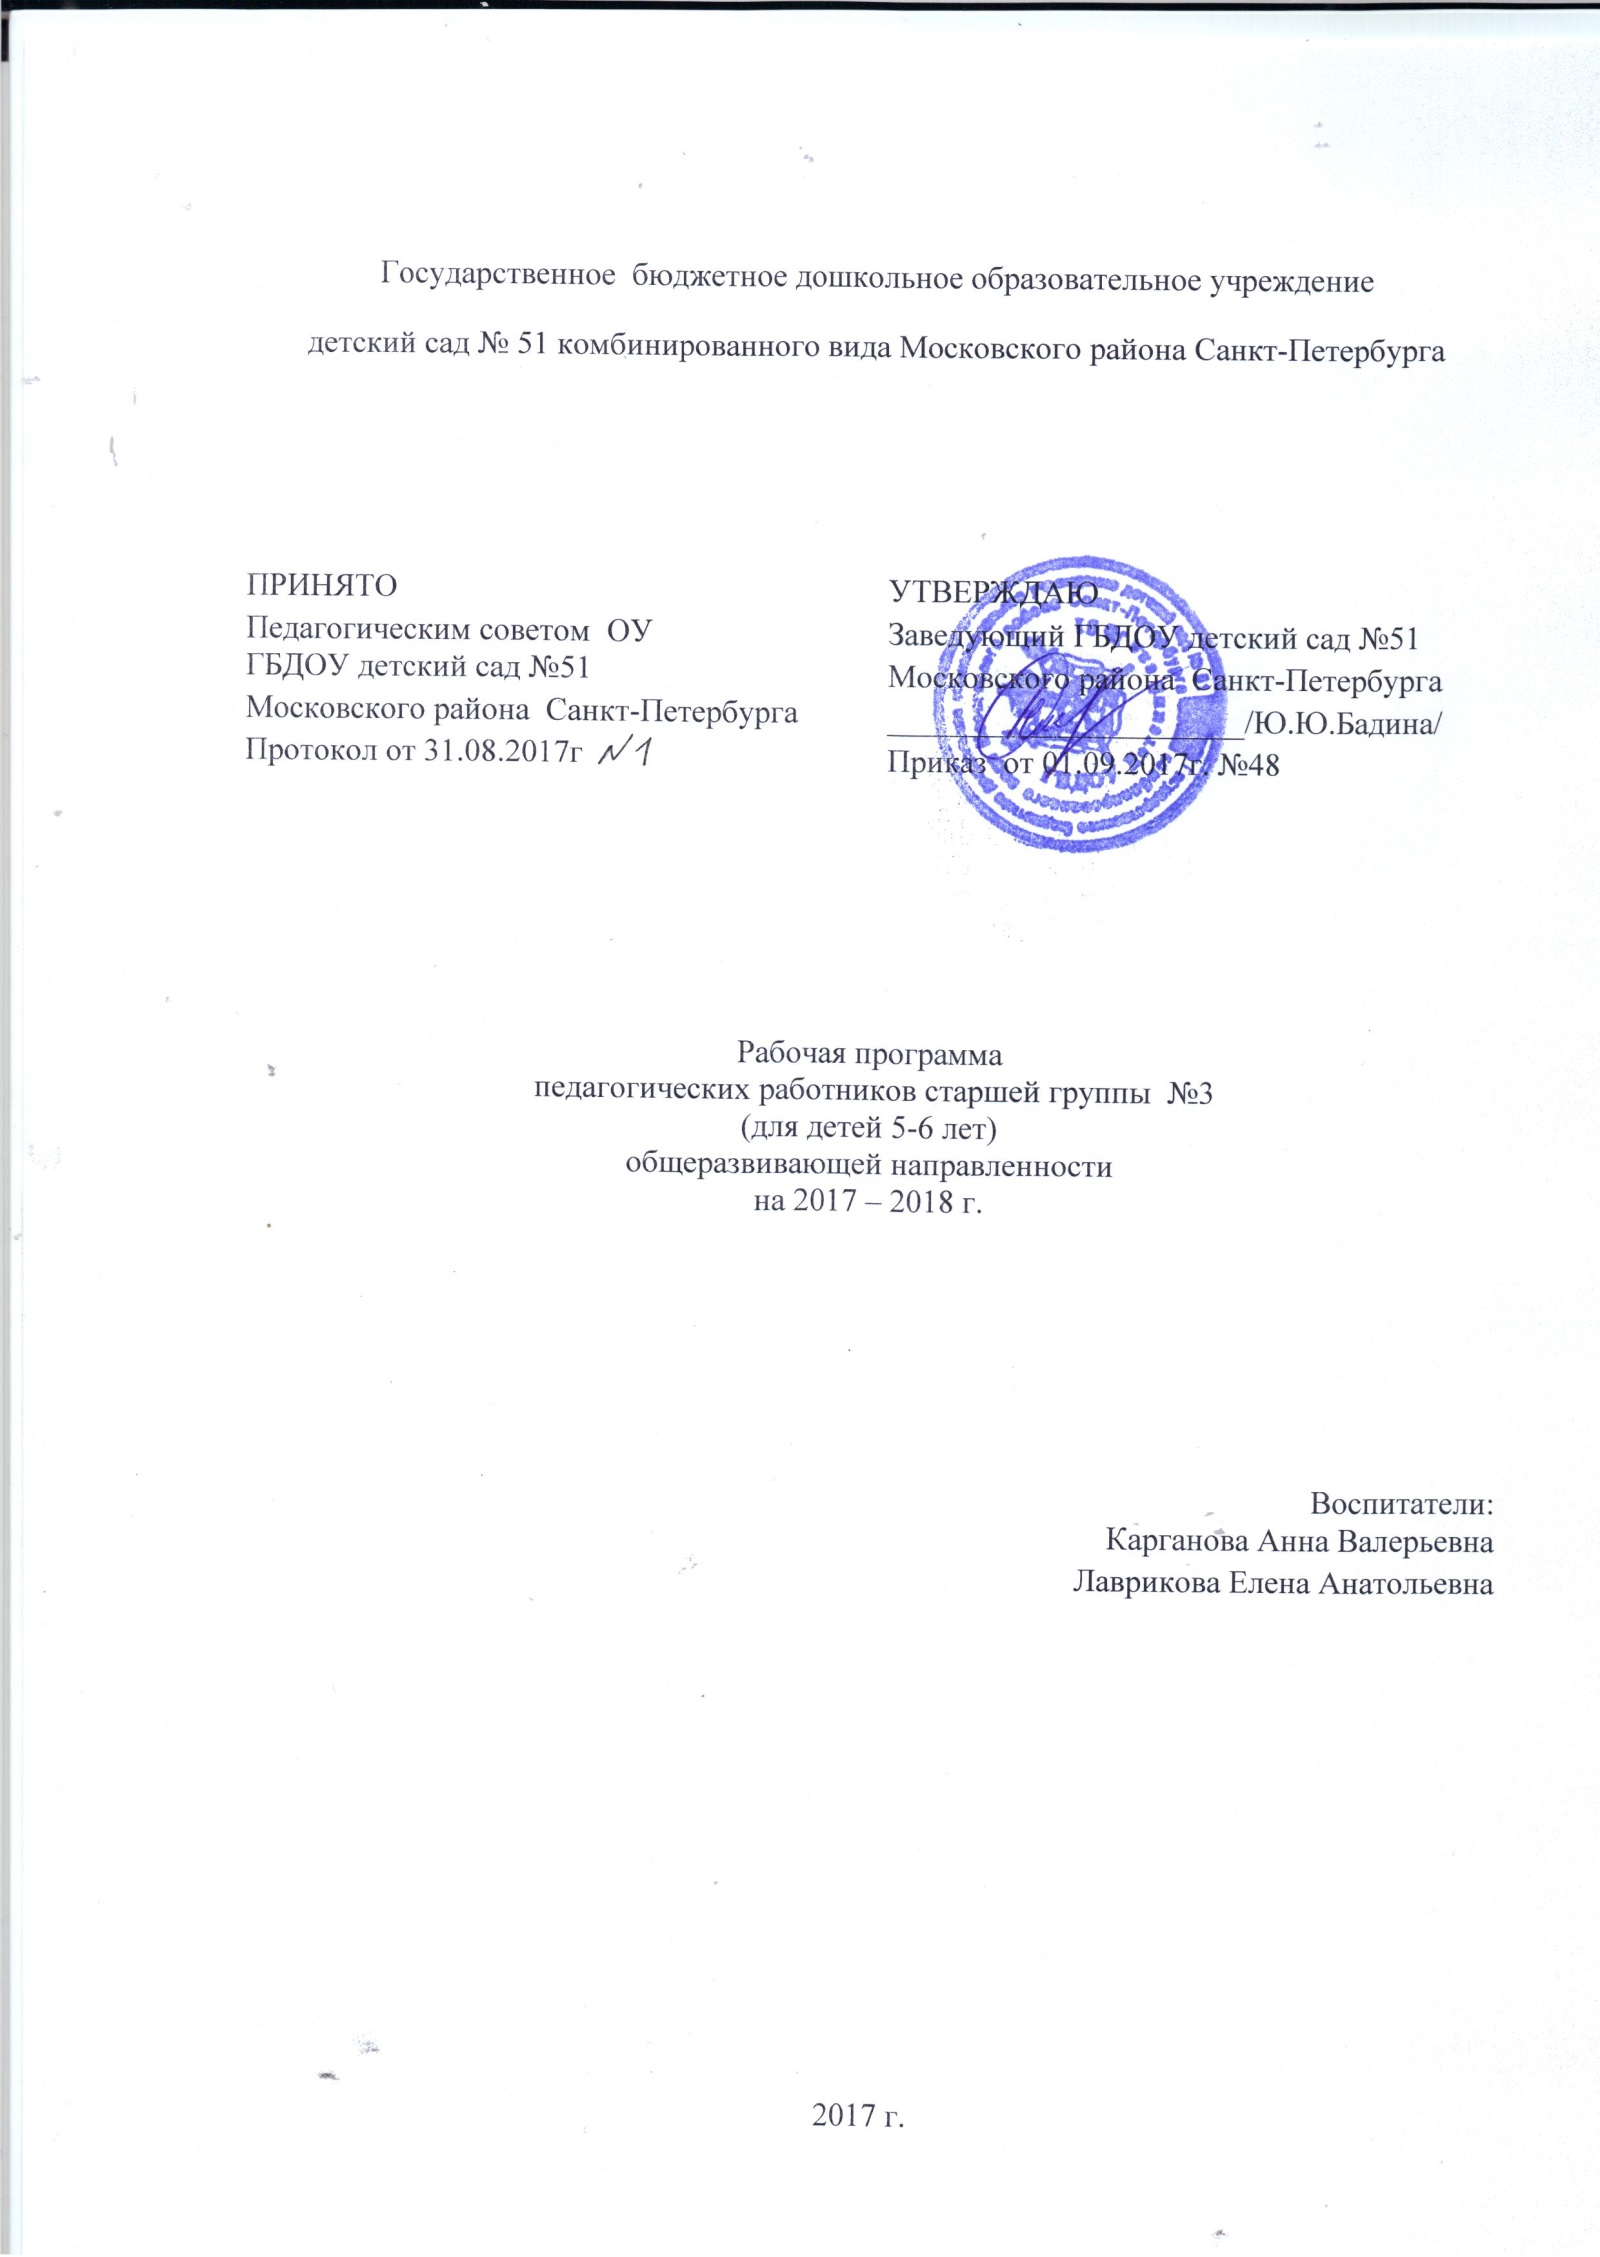 Государственное бюджетное дошкольное образовательное учреждение
детский сад № 51 комбинированного вида Московского района Санкт-Петербурга
ПРИНЯТО
Педагогическим советом ОУ
ГБДОУ детский сад №51
Московского района Санкт-Петербурга
Протокол от 31.08.2017г №1
УТВЕРЖДАЮ
Заведующий ГБДОУ детский сад №51
Московского района Санкт-Петербурга
/Ю.Ю.Бадина/
Приказ от 01.09.2017г. №48
Рабочая программа
педагогических работников старшей группы №3
(для детей 5-6 лет)
общеразвивающей направленности
на 2017 – 2018 г.
Воспитатели:
Карганова Анна Валерьевна
Лаврикова Елена Анатольевна
2017 г.